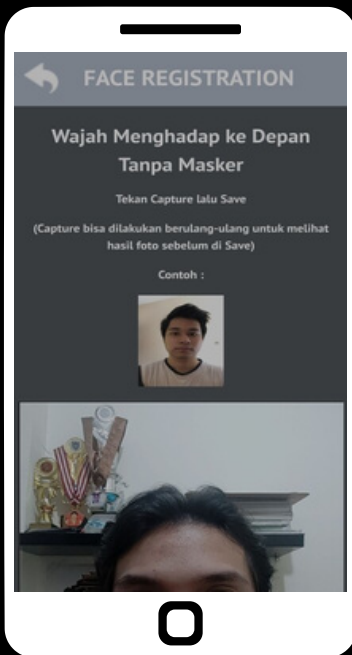 FACE REGISTRATION
Wajah Menghadap ke Depan
Tanpa Masker
Tekan Capture lalu Save
(Capture bisa dilakukan berulang-ulang untuk melihat
hasil foto sebelum di Save)
Contoh :